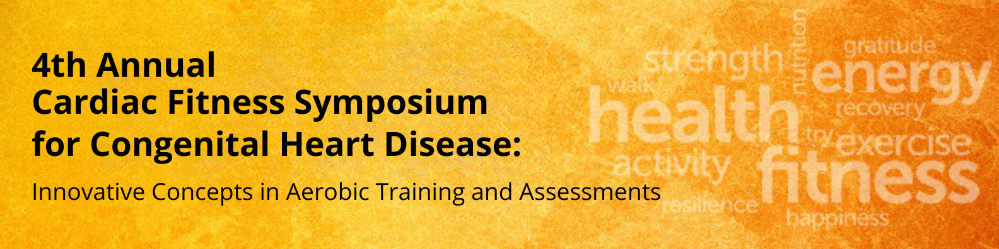 4th Annual
Cardiac Fitness Symposium
for Congenital Heart Disease:
Innovative Concepts in Aerobic Training and Assessments
nutrition
gratitude
strength
energy
walk
health
recovery
try
exercise
activity
fitness
resilience
happiness